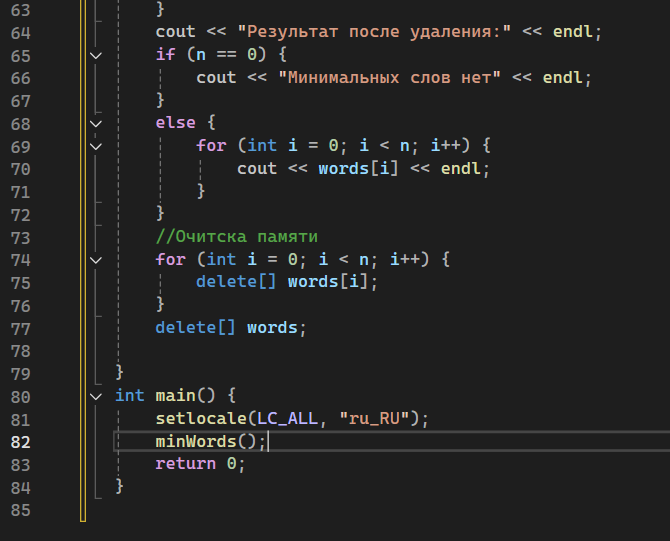 63 }
64 cout << "Результат после удаления:" << endl;
65 if (n == 0) {
66 cout << "Минимальных слов нет" << endl;
67 }
68 else {
69 for (int i = 0; i < n; i++) {
70 cout << words[i] << endl;
71 }
72 }
73 //Очитска памяти
74 for (int i = 0; i < n; i++) {
75 delete[] words[i];
76 }
77 delete[] words;
78
79 }
80 int main() {
81 setlocale(LC_ALL, "ru_RU");
82 minWords();
83 return 0;
84 }
85